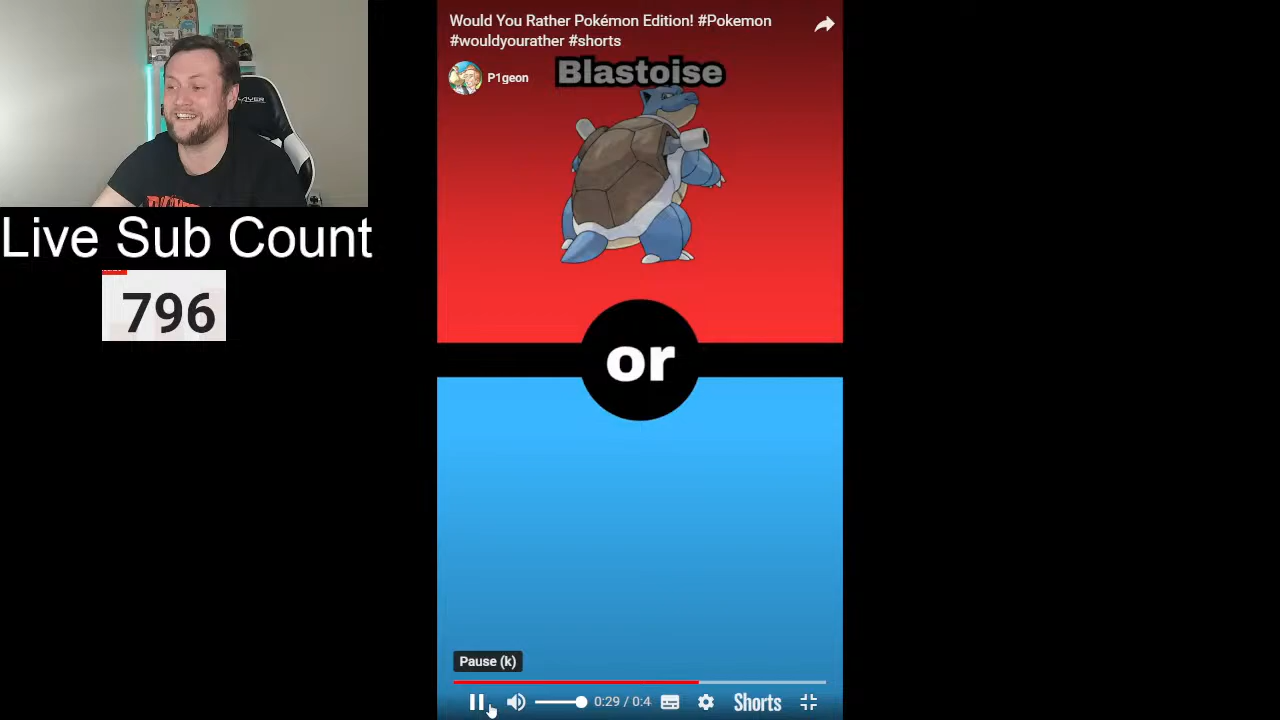 Would You Rather Pokémon Edition! #Pokemon
#wouldyourather #shorts
P1geon
Blastoise
Live Sub Count
796
or
Pause (k)
0:29 / 0:4
Shorts